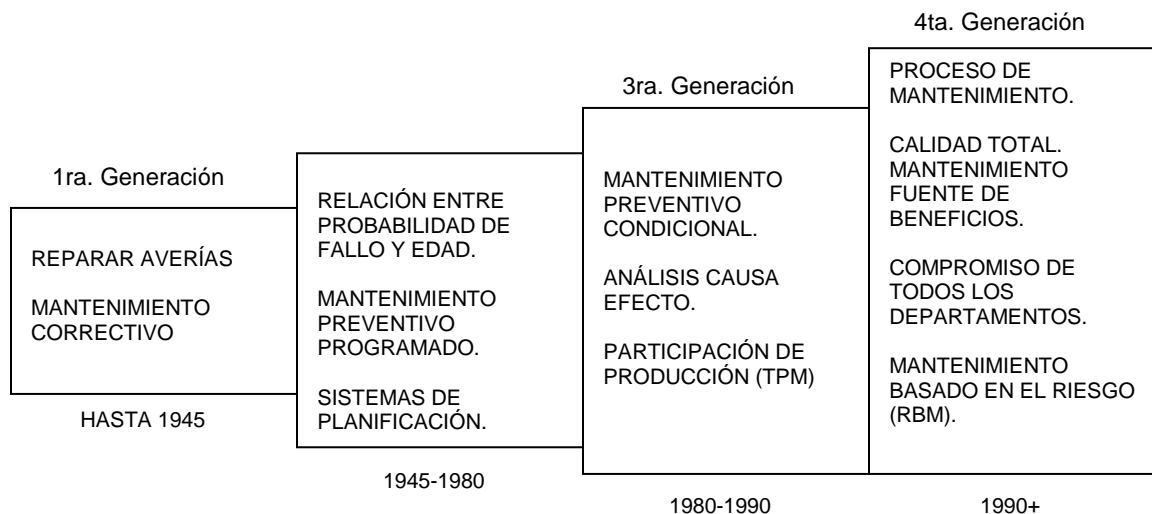 1ra. Generación
REPARAR AVERÍAS
MANTENIMIENTO
CORRECTIVO
HASTA 1945
RELACIÓN ENTRE
PROBABILIDAD DE
FALLO Y EDAD.
MANTENIMIENTO
PREVENTIVO
PROGRAMADO.
SISTEMAS DE
PLANIFICACIÓN.
1945-1980
3ra. Generación
MANTENIMIENTO
PREVENTIVO
CONDICIONAL.
ANÁLISIS CAUSA
EFECTO.
PARTICIPACIÓN DE
PRODUCCIÓN (TPM)
1980-1990
4ta. Generación
PROCESO DE
MANTENIMIENTO.
CALIDAD TOTAL.
MANTENIMIENTO
FUENTE DE
BENEFICIOS.
COMPROMISO DE
TODOS LOS
DEPARTAMENTOS.
MANTENIMIENTO
BASADO EN EL RIESGO
(RBM).
1990+